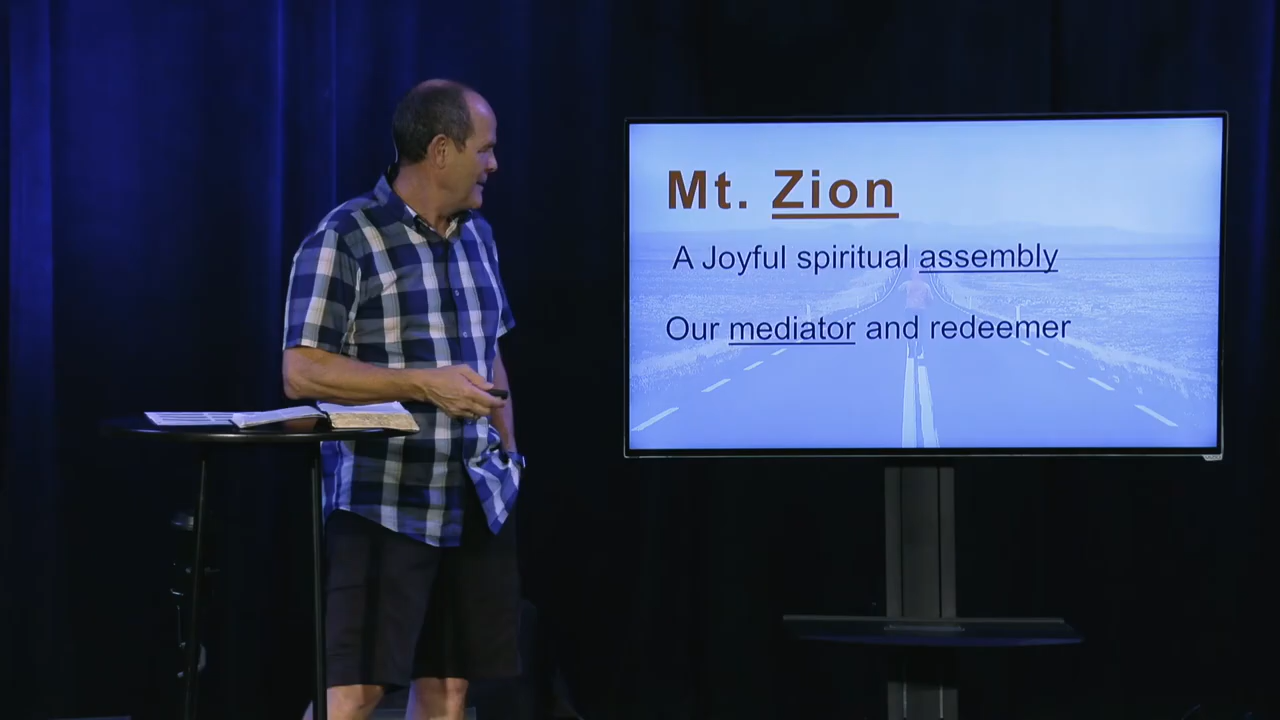 Mt. Zion
A Joyful spiritual assembly
Our mediator and redeemer